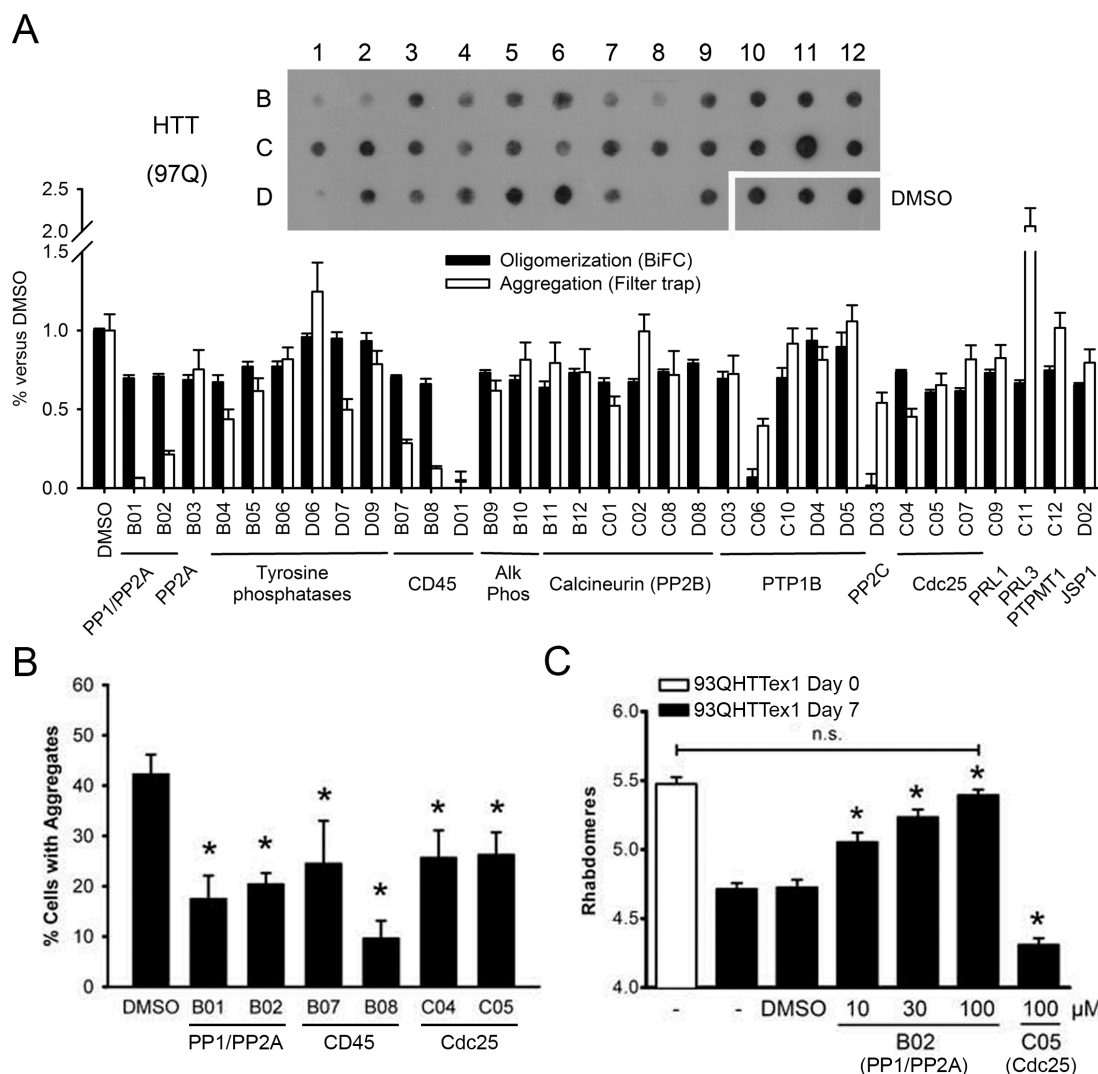 A
1 2 3 4 5 6 7 8 9 10 11 12
B
HTT
C
(97Q)
D
DMSO
2.5
2.0
1.5
1.0
0.5
0.0
% versus DMSO
Oligomerization (BiFC)
Aggregation (Filter trap)
DMSO B01 B02 B03 B04 B05 B06 D06 D07 D09 B07 B08 D01 B09 B10 B11 B12 C01 C02 C08 D08 C03 C06 C10 D04 D05 D03 C04 C05 C07 C09 C11 C12 D02
PP1/PP2A
PP2A
Tyrosine
phosphatases
CD45
Alk
Phos
Calcineurin (PP2B)
PTP1B
PP2C
Cdc25
PRL1
PRL3
PTPMT1
JSP1
B
60
50
40
30
20
10
0
% Cells with Aggregates
* * * * * *
DMSO B01 B02 B07 B08 C04 C05
PP1/PP2A CD45 Cdc25
C
93QHTTex1 Day 0
93QHTTex1 Day 7
6.0
5.5
5.0
4.5
4.0
Rhabdomeres
n.s.
* * * *
- - DMSO 10 30 100 100 µM
B02 C05
(PP1/PP2A) (Cdc25)